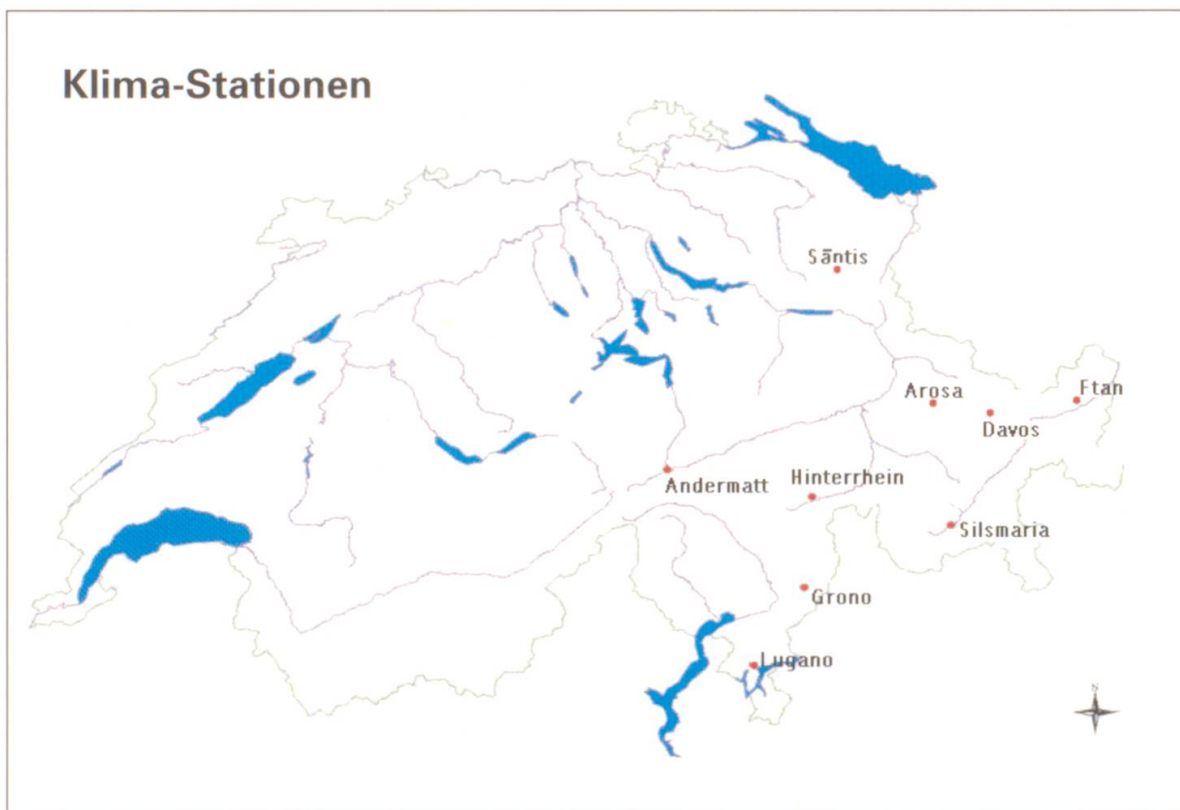 Klima-Stationen
Säntis
Arosa
Ftan
Davos
Andermatt
Hinterrhein
Silsmaria
Grono
Lugano
N